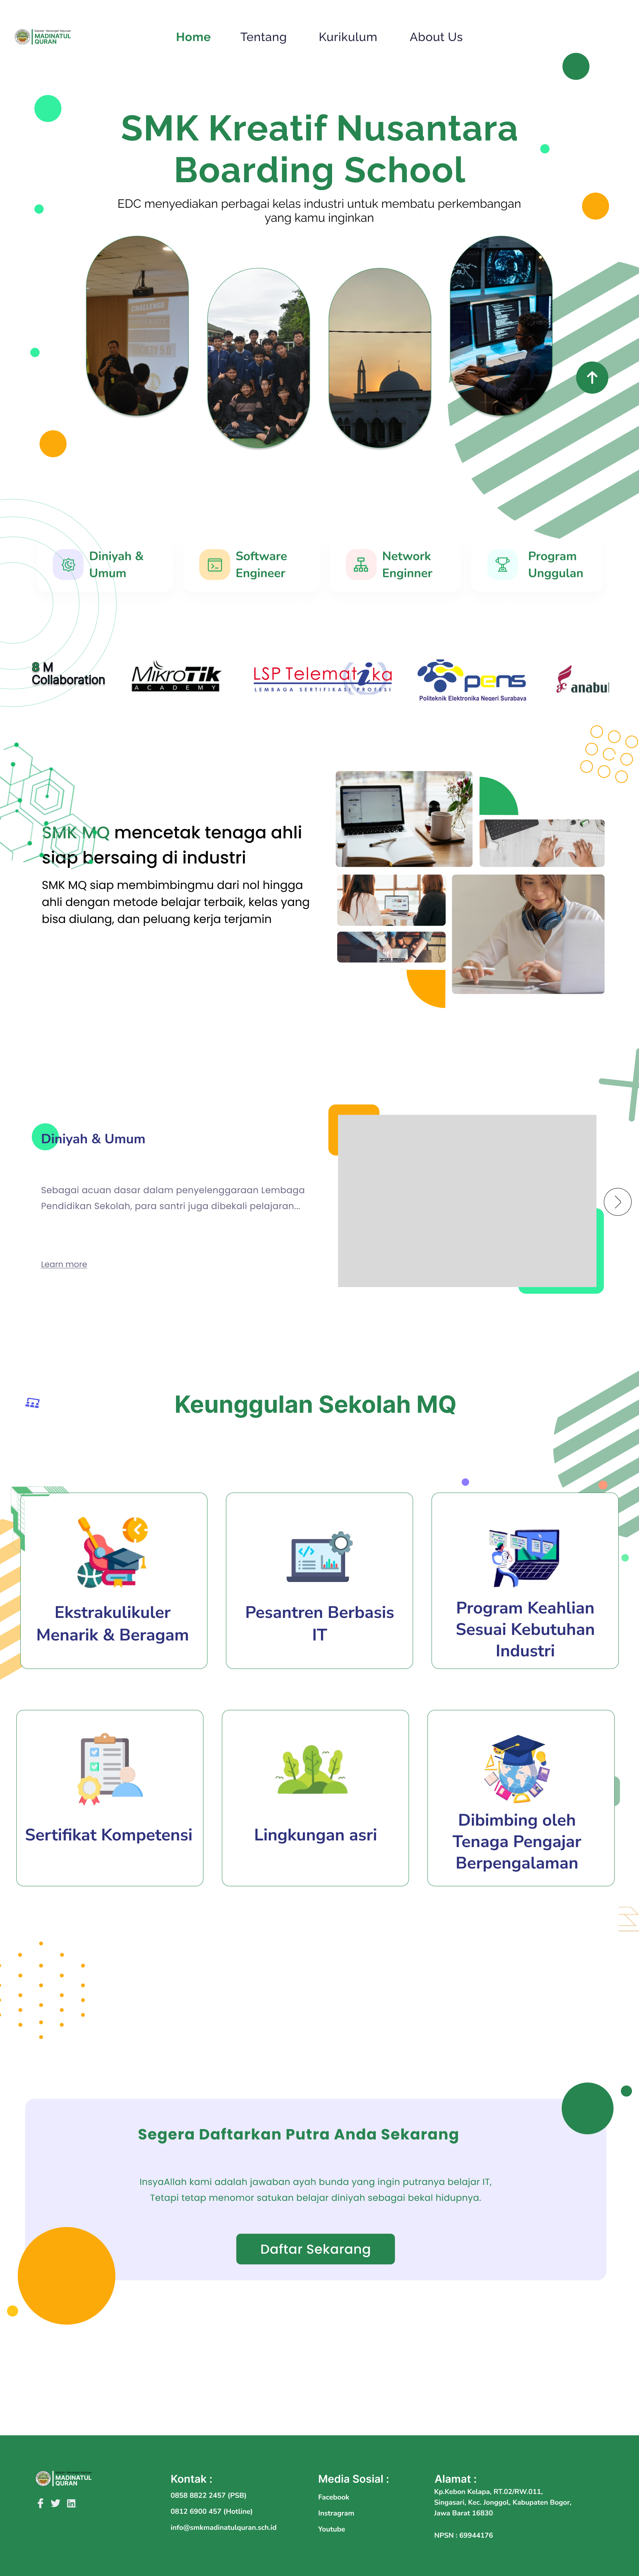 MADINATUL
QURAN
Home
Tentang
Kurikulum
About Us
SMK Kreatif Nusantara
Boarding School
EDC menyediakan perbagai kelas industri untuk membatu perkembangan
yang kamu inginkan
Diniyah &
Umum
Software
Engineer
Network
Enginner
Program
Unggulan
8 M
Collaboration
MikroTik
ACADEMY
LSP Telematika
LEMBAGA SERTIFIKASI PROFESI
pens
Politeknik Elektronika Negeri Surabaya
anabul
SMK MQ mencetak tenaga ahli
siap bersaing di industri
SMK MQ siap membimbingmu dari nol hingga
ahli dengan metode belajar terbaik, kelas yang
bisa diulang, dan peluang kerja terjamin
Diniyah & Umum
Sebagai acuan dasar dalam penyelenggaraan Lembaga
Pendidikan Sekolah, para santri juga dibekali pelajaran...
Learn more
Keunggulan Sekolah MQ
Ekstrakulikuler
Menarik & Beragam
Pesantren Berbasis
IT
Program Keahlian
Sesuai Kebutuhan
Industri
Sertifikat Kompetensi
Lingkungan asri
Dibimbing oleh
Tenaga Pengajar
Berpengalaman
Segera Daftarkan Putra Anda Sekarang
InsyaAllah kami adalah jawaban ayah bunda yang ingin putranya belajar IT,
Tetapi tetap menomor satukan belajar diniyah sebagai bekal hidupnya.
Daftar Sekarang
MADINATUL
QURAN
Kontak :
0858 8822 2457 (PSB)
0812 6900 457 (Hotline)
info@smkmadinatulquran.sch.id
Media Sosial :
Facebook
Instragram
Youtube
Alamat :
Kp.Kebon Kelapa, RT.02/RW.011,
Singasari, Kec. Jonggol, Kabupaten Bogor,
Jawa Barat 16830
NPSN : 69944176